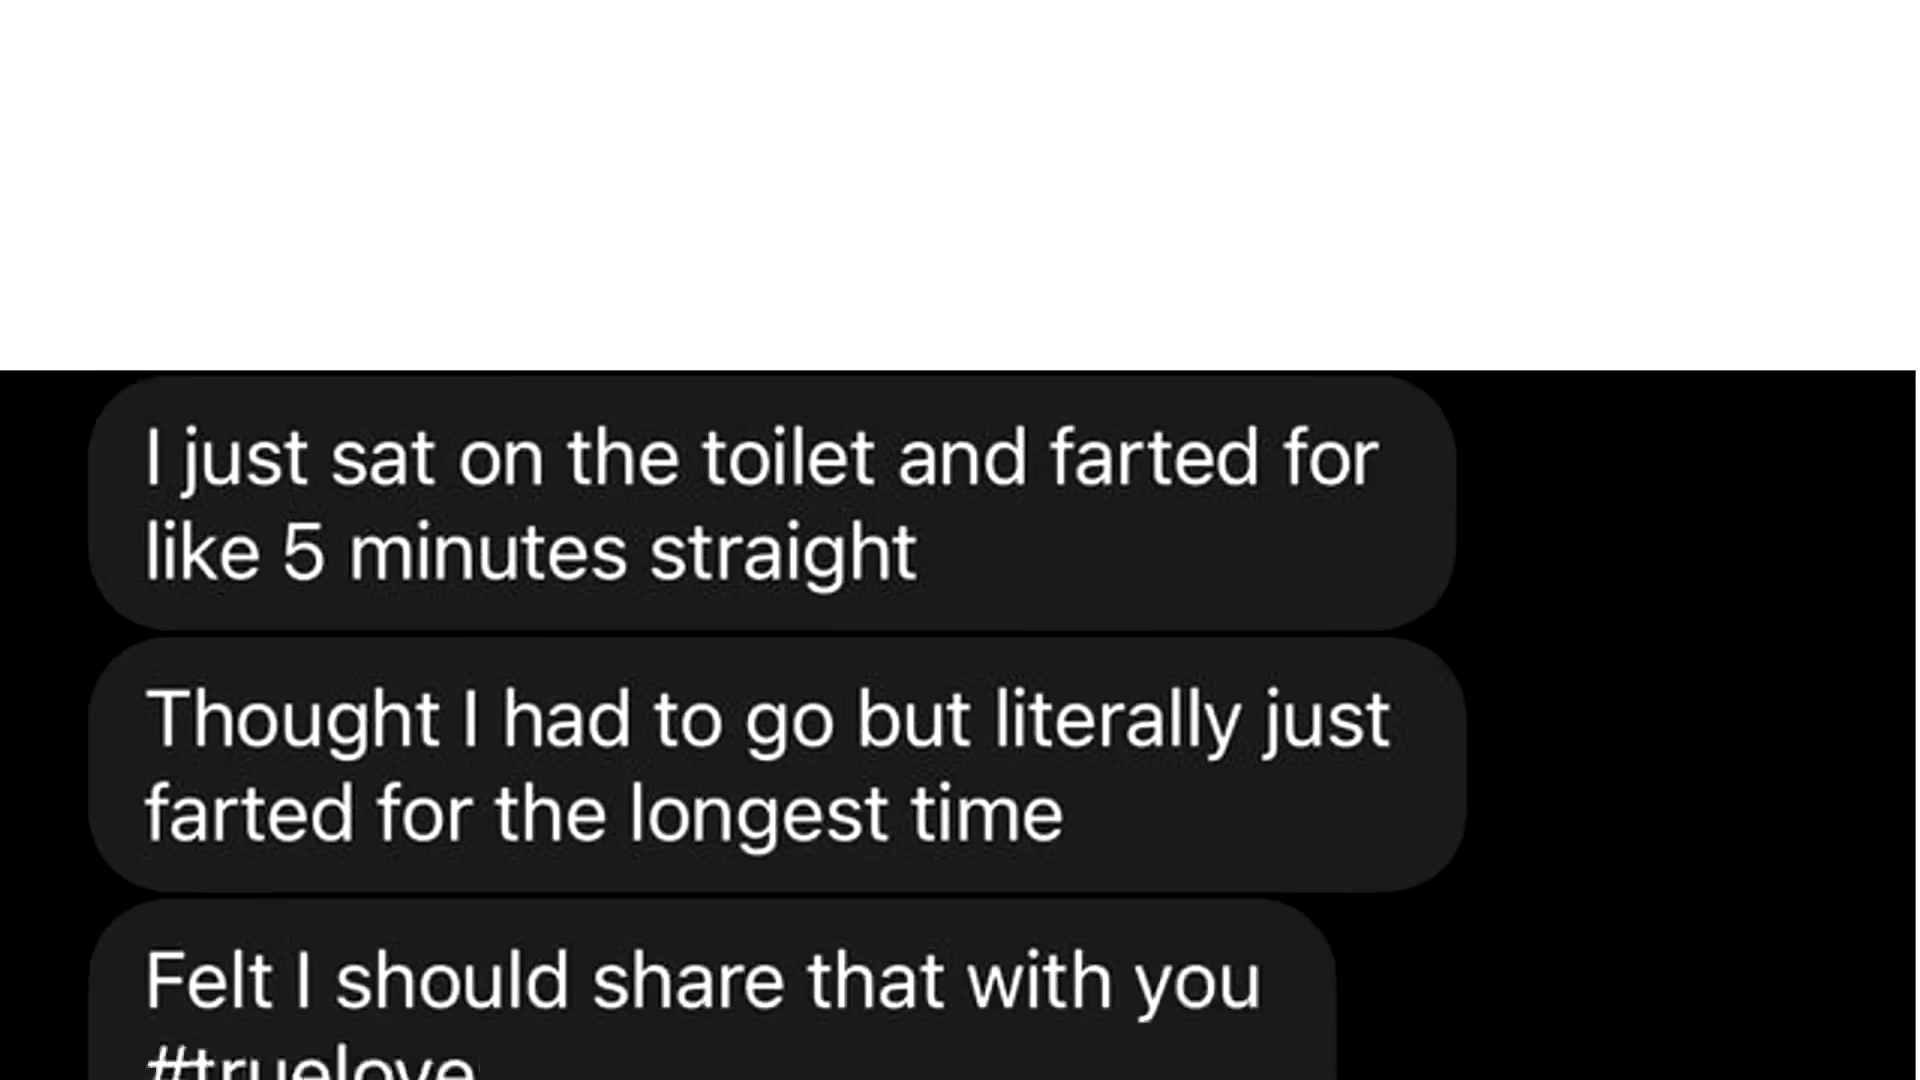 I just sat on the toilet and farted for
like 5 minutes straight
Thought I had to go but literally just
farted for the longest time
Felt I should share that with you
#truelove